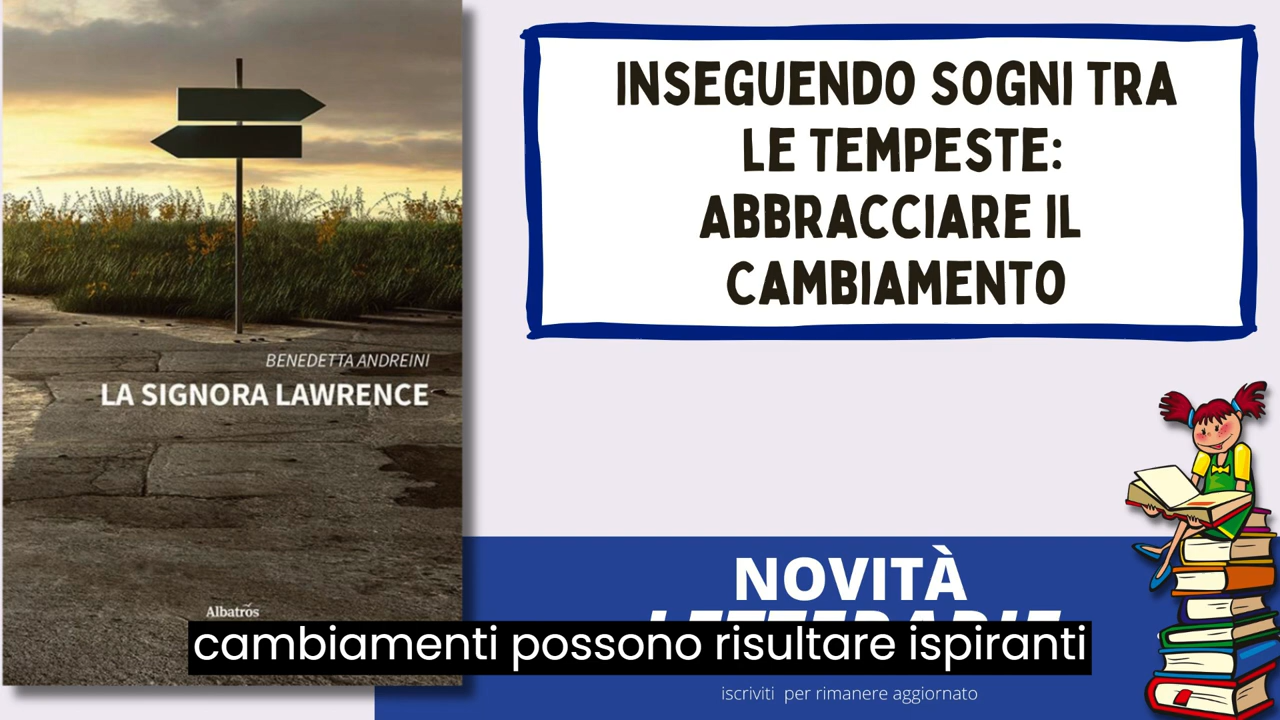 INSEGUENDO SOGNI TRA
LE TEMPESTE:
ABBRACCIARE IL
CAMBIAMENTO
BENEDETTA ANDREINI
LA SIGNORA LAWRENCE
Albatros
NOVITÀ
cambiamenti possono risultare ispiranti
iscriviti per rimanere aggiornato